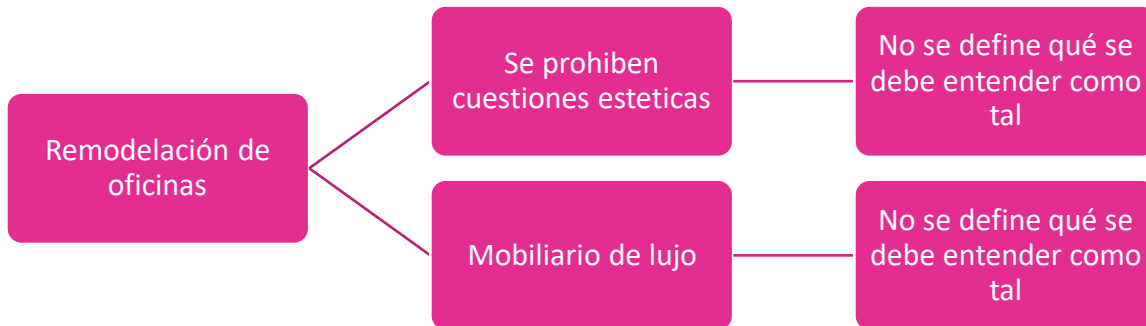 Remodelación de
oficinas
Se prohiben
cuestiones esteticas
No se define qué se
debe entender como
tal
Mobiliario de lujo
No se define qué se
debe entender como
tal